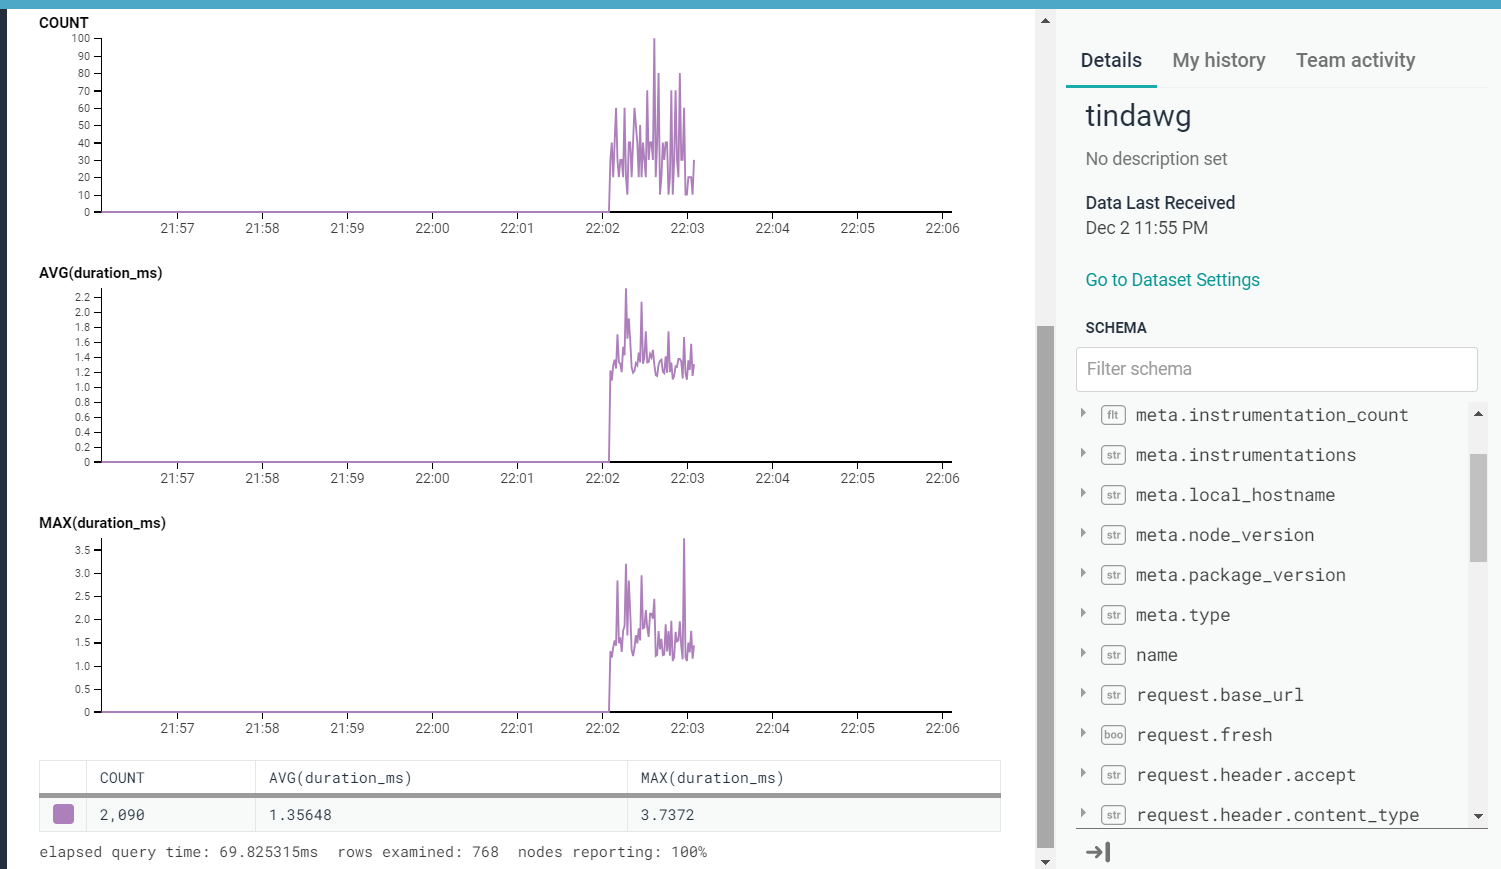 COUNT
100
90
80
70
60
50
40
30
20
10
0
21:57 21:58 21:59 22:00 22:01 22:02 22:03 22:04 22:05 22:06
AVG(duration_ms)
2.2
2.0
1.8
1.6
1.4
1.2
1.0
0.8
0.6
0.4
0.2
0
21:57 21:58 21:59 22:00 22:01 22:02 22:03 22:04 22:05 22:06
MAX(duration_ms)
3.5
3.0
2.5
2.0
1.5
1.0
0.5
0
21:57 21:58 21:59 22:00 22:01 22:02 22:03 22:04 22:05 22:06
COUNT AVG(duration_ms) MAX(duration_ms)
2,090 1.35648 3.7372
elapsed query time: 69.825315ms rows examined: 768 nodes reporting: 100%
Details My history Team activity
tindawg
No description set
Data Last Received
Dec 2 11:55 PM
Go to Dataset Settings
SCHEMA
Filter schema
flt meta.instrumentation_count
str meta.instrumentations
str meta.local_hostname
str meta.node_version
str meta.package_version
str meta.type
str name
str request.base_url
boo request.fresh
str request.header.accept
str request.header.content_type